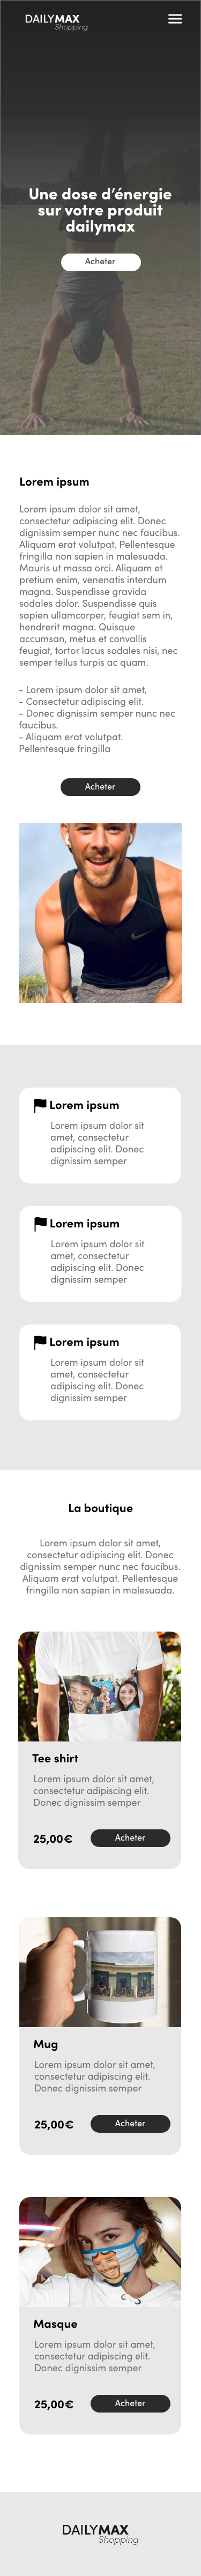 DAILYMAX
Shopping
Une dose d’énergie
sur votre produit
dailymax
Acheter
Lorem ipsum
Lorem ipsum dolor sit amet,
consectetur adipiscing elit. Donec
dignissim semper nunc nec faucibus.
Aliquam erat volutpat. Pellentesque
fringilla non sapien in malesuada.
Mauris ut massa orci. Aliquam et
pretium enim, venenatis interdum
magna. Suspendisse gravida
sodales dolor. Suspendisse quis
sapien ullamcorper, feugiat sem in,
hendrerit magna. Quisque
accumsan, metus et convallis
feugiat, tortor lacus sodales nisi, nec
semper tellus turpis ac quam.
- Lorem ipsum dolor sit amet,
- Consectetur adipiscing elit.
- Donec dignissim semper nunc nec
faucibus.
- Aliquam erat volutpat.
Pellentesque fringilla
Acheter
Lorem ipsum
Lorem ipsum dolor sit
amet, consectetur
adipiscing elit. Donec
dignissim semper
Lorem ipsum
Lorem ipsum dolor sit
amet, consectetur
adipiscing elit. Donec
dignissim semper
Lorem ipsum
Lorem ipsum dolor sit
amet, consectetur
adipiscing elit. Donec
dignissim semper
La boutique
Lorem ipsum dolor sit amet,
consectetur adipiscing elit. Donec
dignissim semper nunc nec faucibus.
Aliquam erat volutpat. Pellentesque
fringilla non sapien in malesuada.
Tee shirt
Lorem ipsum dolor sit amet,
consectetur adipiscing elit.
Donec dignissim semper
25,00€
Acheter
Mug
Lorem ipsum dolor sit amet,
consectetur adipiscing elit.
Donec dignissim semper
25,00€
Acheter
Masque
Lorem ipsum dolor sit amet,
consectetur adipiscing elit.
Donec dignissim semper
25,00€
Acheter
DAILYMAX
Shopping